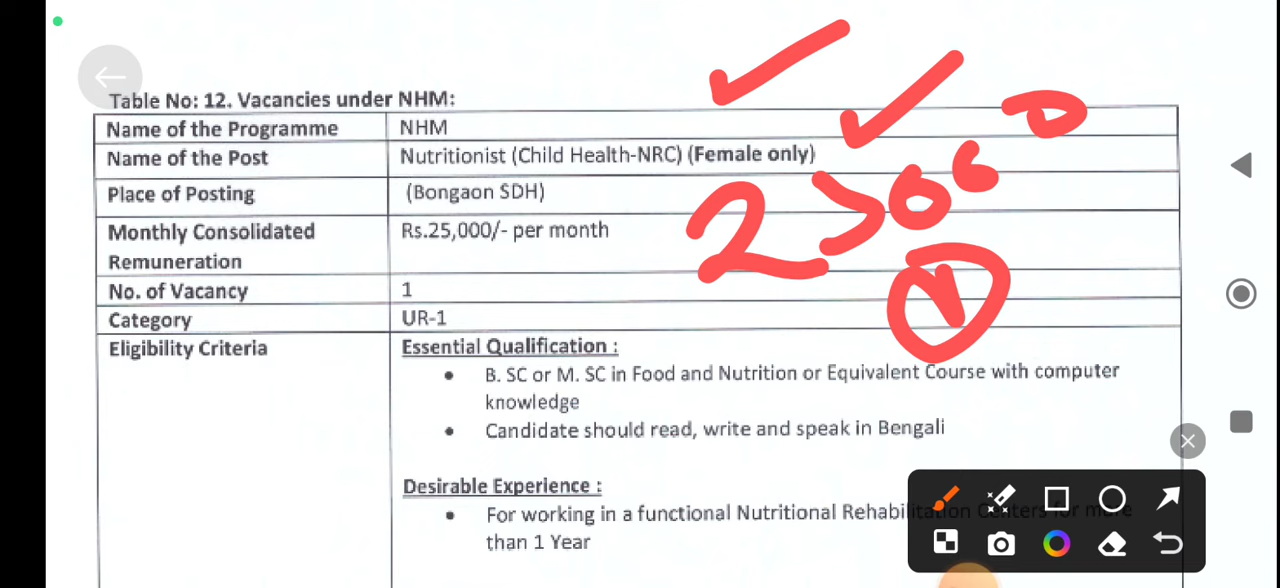 Table No: 12. Vacancies under NHM:
Name of the Programme NHM
Name of the Post Nutritionist (Child Health-NRC) (Female only)
Place of Posting (Bongaon SDH)
Monthly Consolidated Remuneration Rs.25,000/- per month
No. of Vacancy 1
Category UR-1
Eligibility Criteria Essential Qualification :
• B. SC or M. SC in Food and Nutrition or Equivalent Course with computer
knowledge
• Candidate should read, write and speak in Bengali
Desirable Experience :
• For working in a functional Nutritional Rehabilitation Centers for more
than 1 Year
25000
1